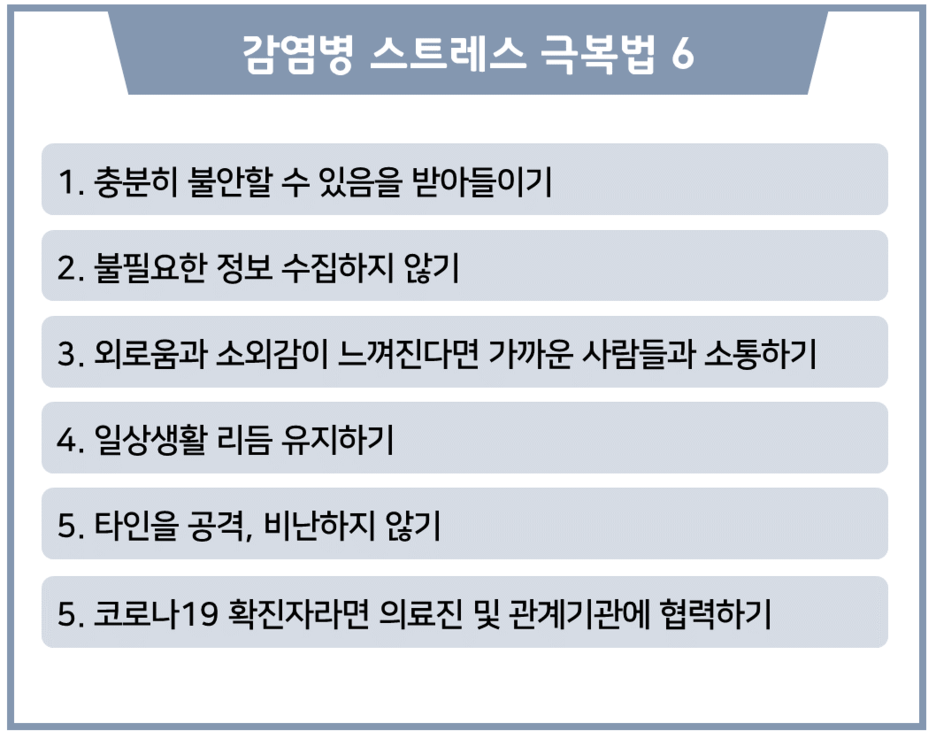 감염병 스트레스 극복법 6
1. 충분히 불안할 수 있음을 받아들이기
2. 불필요한 정보 수집하지 않기
3. 외로움과 소외감이 느껴진다면 가까운 사람들과 소통하기
4. 일상생활 리듬 유지하기
5. 타인을 공격, 비난하지 않기
5. 코로나19 확진자라면 의료진 및 관계기관에 협력하기